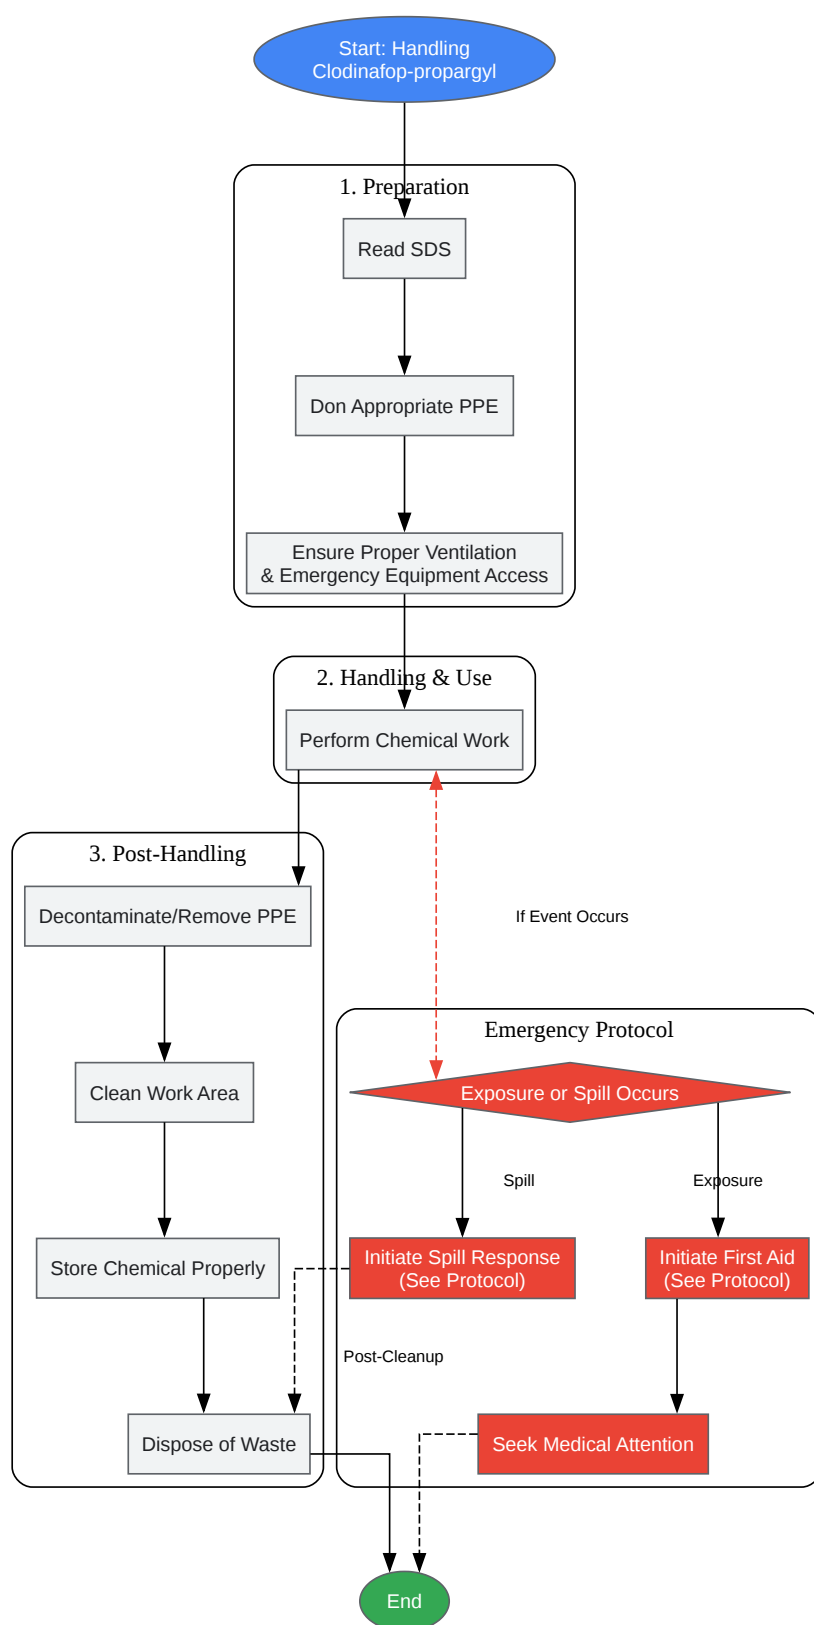 Start: Handling
Clodinafop-propargyl
1. Preparation
Read SDS
Don Appropriate PPE
Ensure Proper Ventilation
& Emergency Equipment Access
2. Handling & Use
Perform Chemical Work
3. Post-Handling
Decontaminate/Remove PPE
If Event Occurs
Emergency Protocol
Clean Work Area
Exposure or Spill Occurs
Spill
Exposure
Store Chemical Properly
Initiate Spill Response
(See Protocol)
Initiate First Aid
(See Protocol)
Post-Cleanup
Dispose of Waste
Seek Medical Attention
End